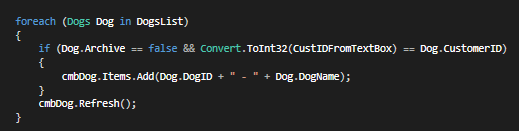 foreach (Dogs Dog in DogsList)
{
if (Dog.Archive == false && Convert.ToInt32(CustIDFromTextBox) == Dog.CustomerID)
{
cmbDog.Items.Add(Dog.DogID + " - " + Dog.DogName);
}
cmbDog.Refresh();
}